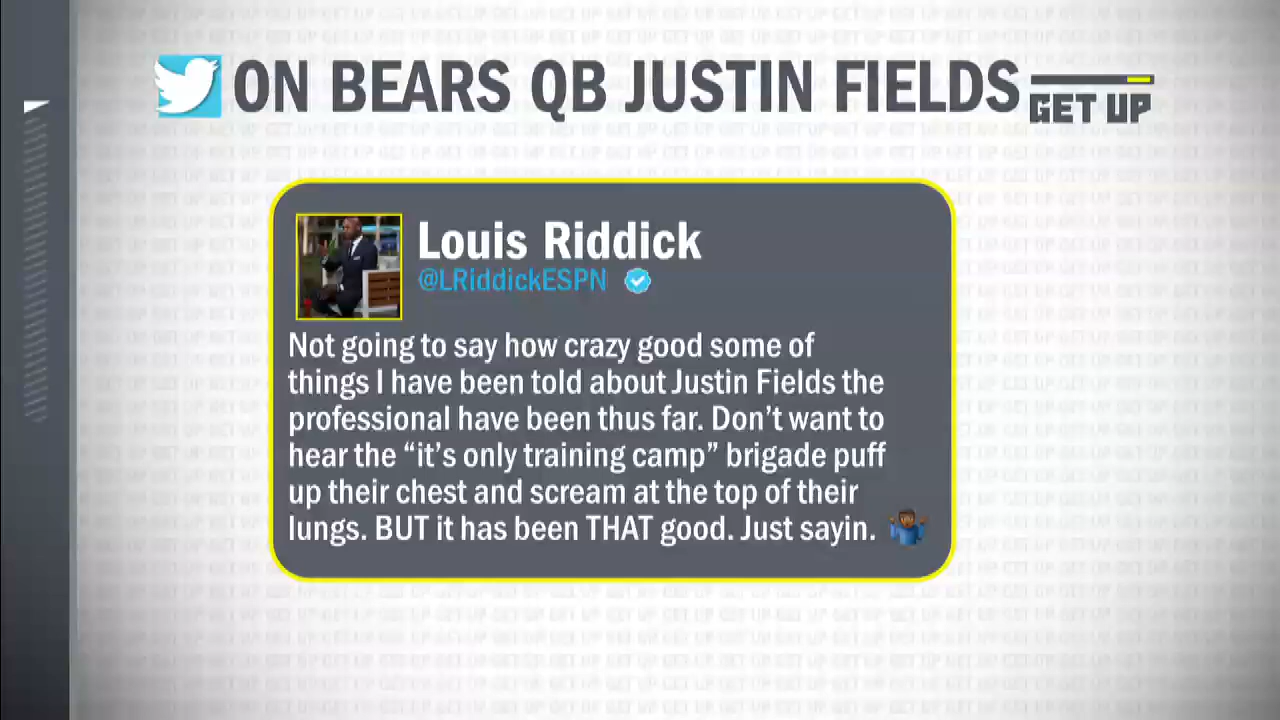 ON BEARS QB JUSTIN FIELDS
GET UP
Louis Riddick
@LRiddickESPN
Not going to say how crazy good some of
things I have been told about Justin Fields the
professional have been thus far. Don’t want to
hear the “it’s only training camp” brigade puff
up their chest and scream at the top of their
lungs. BUT it has been THAT good. Just sayin.